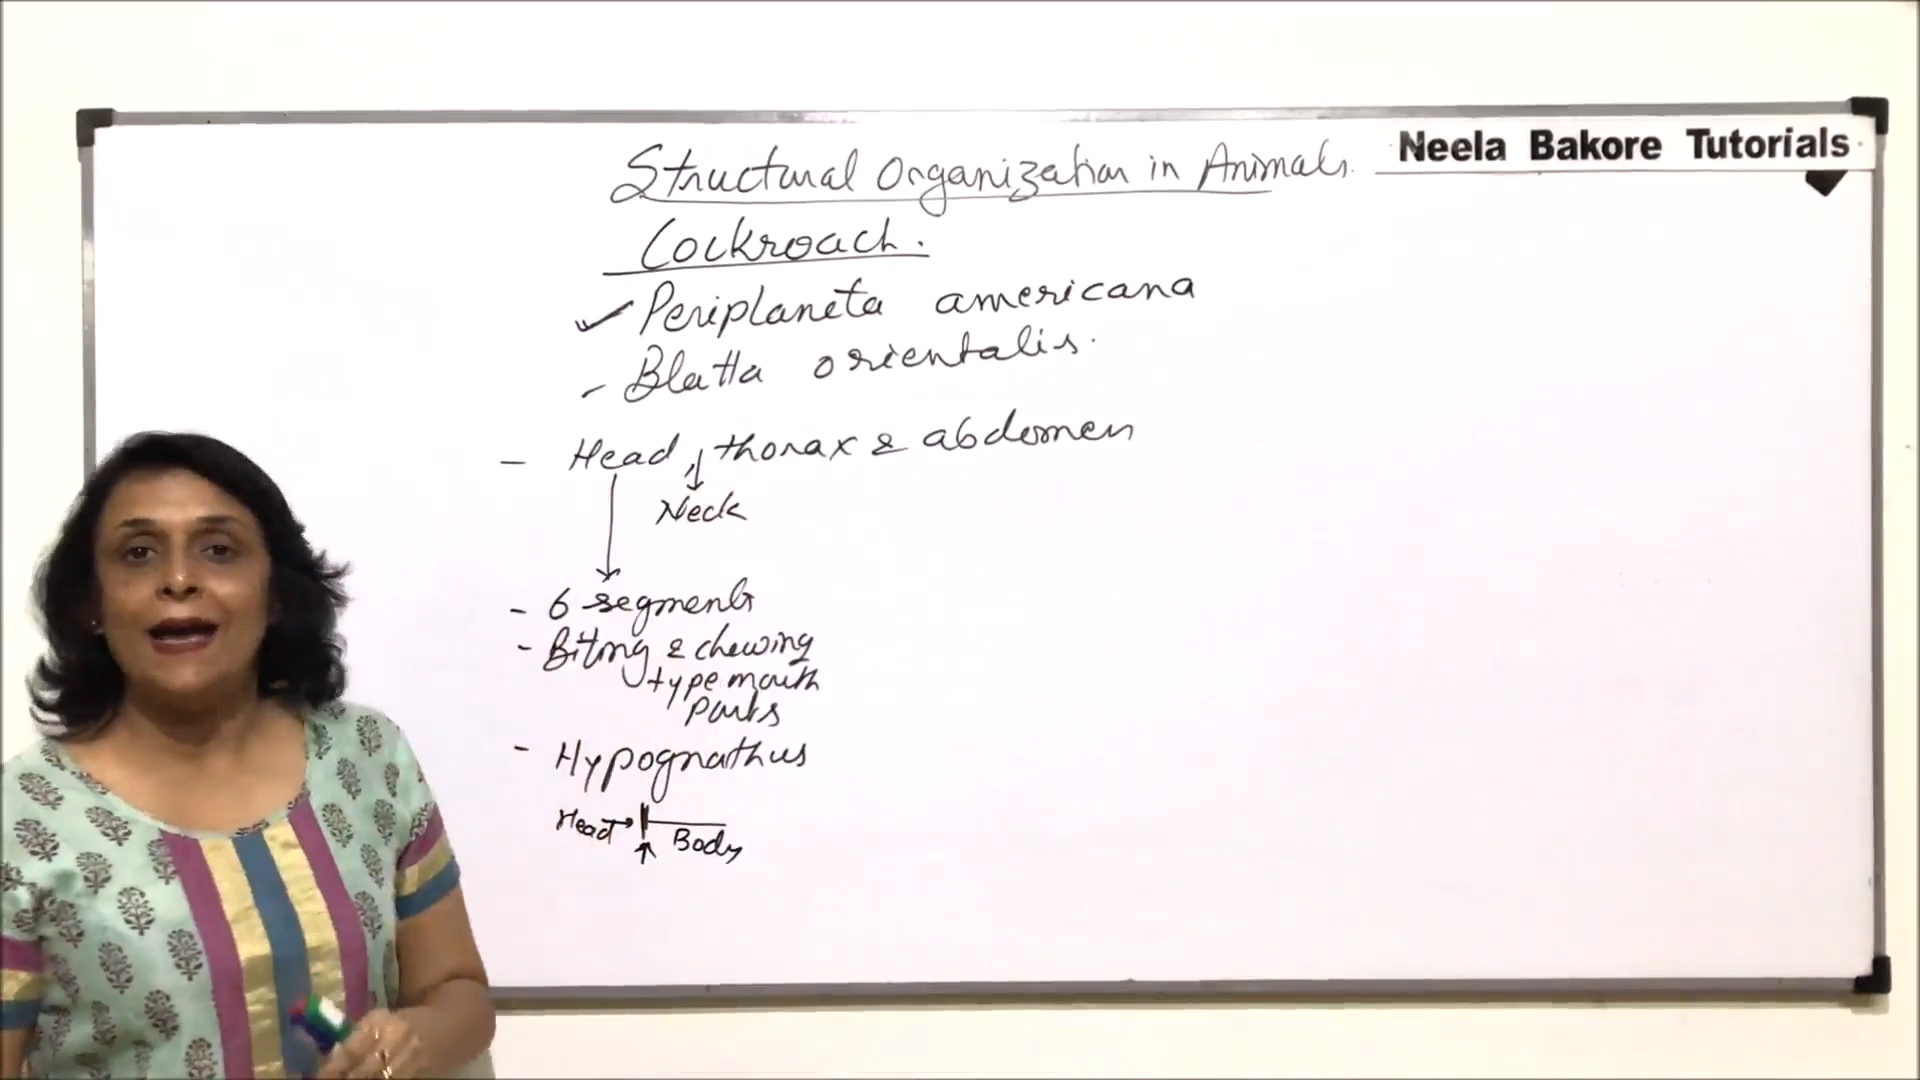 Neela Bakore Tutorials
Structural Organization in Animals.
Cockroach.
✓ Periplaneta americana
- Blatta orientalis.
- Head, thorax & abdomen
Neck
- 6 segments
- Biting & chewing
type mouth
parts
- Hypognathus
Head
Body